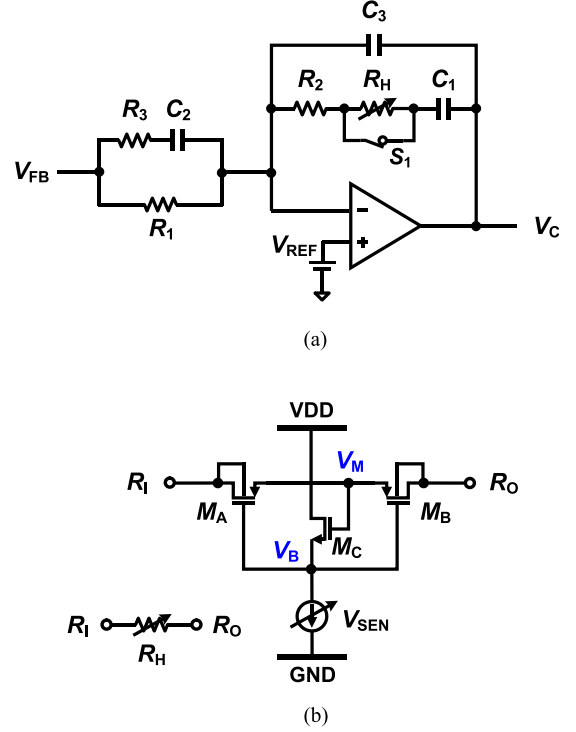 C3
R2 RH C1
R3 C2
S1
VFB
R1
VREF
VC
(a)
VDD
VM
RI RO
MA MB
MC
VB
VSEN
RI RO
RH
GND
(b)